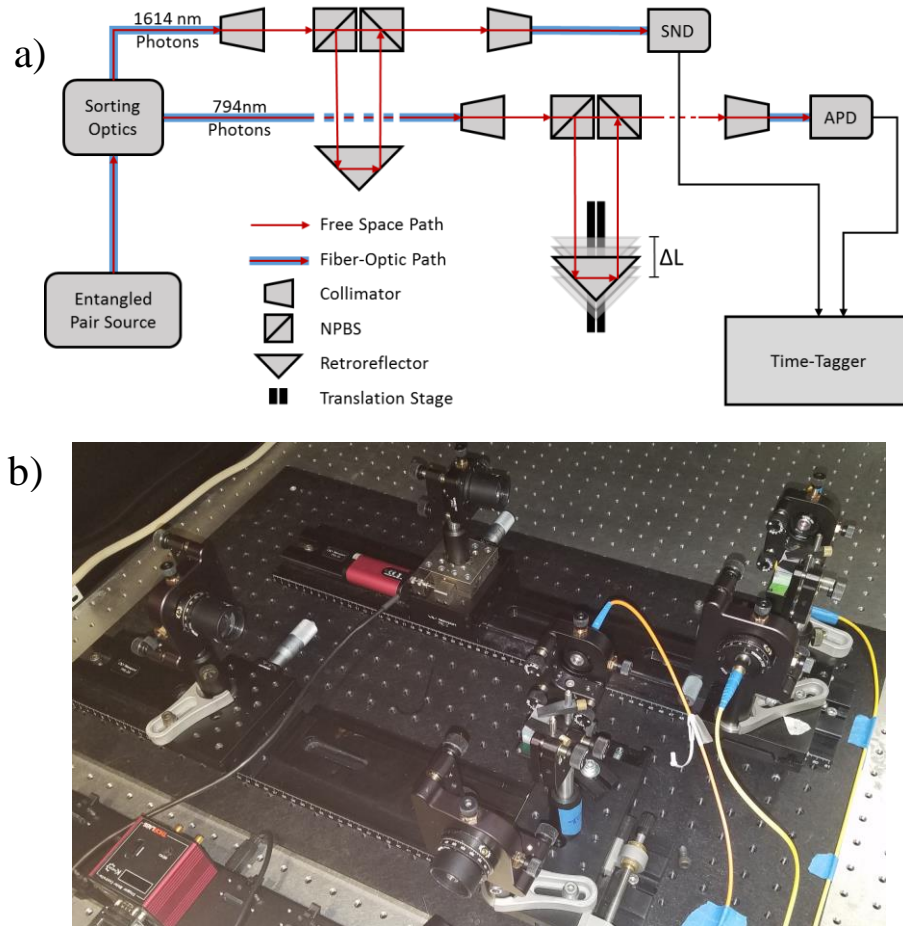 a)
1614 nm
Photons
SND
Sorting
Optics
794nm
Photons
APD
Free Space Path
Fiber-Optic Path
Collimator
NPBS
Retroreflector
Translation Stage
ΔL
Entangled
Pair Source
Time-Tagger
b)